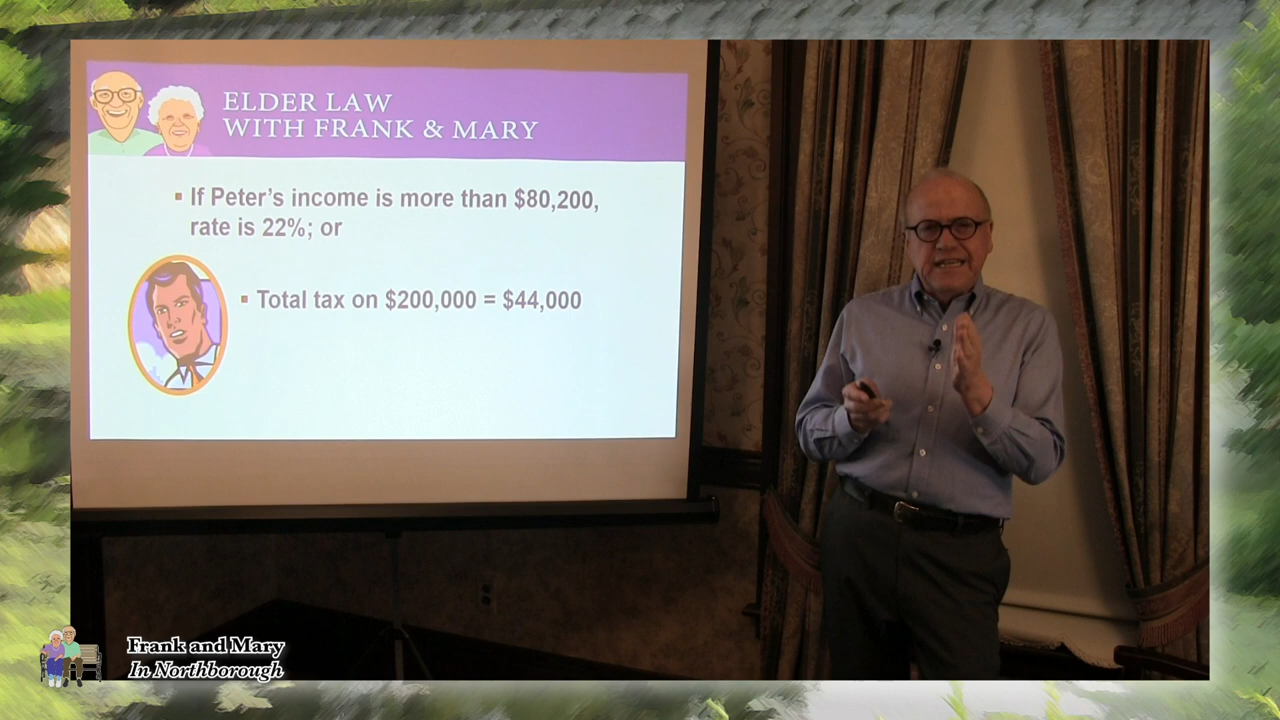 ELDER LAW
WITH FRANK & MARY
If Peter's income is more than $80,200,
rate is 22%; or
Total tax on $200,000 = $44,000
Frank and Mary
In Northborough